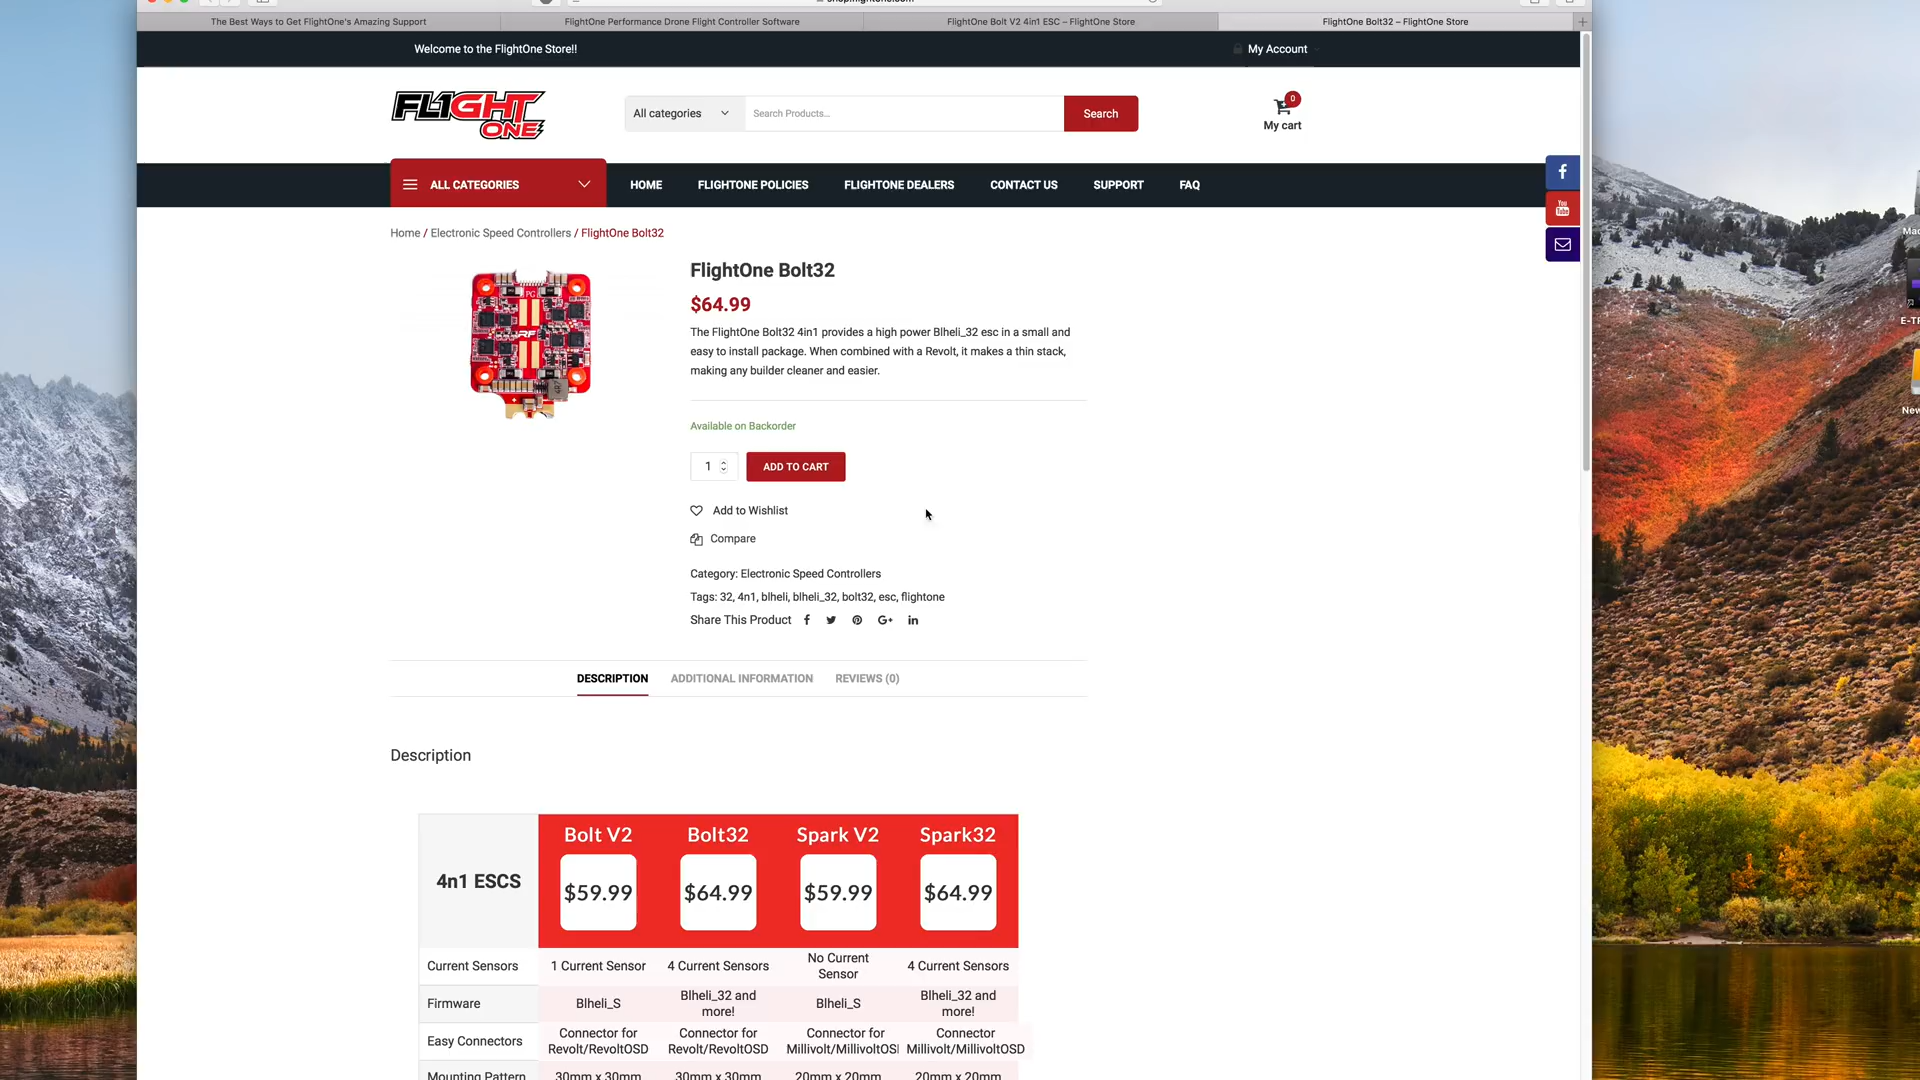 The Best Ways to Get FlightOne's Amazing Support
FlightOne Performance Drone Flight Controller Software
FlightOne Bolt V2 4in1 ESC – FlightOne Store
FlightOne Bolt32 – FlightOne Store
Welcome to the FlightOne Store!!
My Account
FL1GHT
ONE
All categories
Search Products...
Search
0
My cart
ALL CATEGORIES
HOME
FLIGHTONE POLICIES
FLIGHTONE DEALERS
CONTACT US
SUPPORT
FAQ
You
Tube
Home / Electronic Speed Controllers / FlightOne Bolt32
FlightOne Bolt32
$64.99
The FlightOne Bolt32 4in1 provides a high power Blheli_32 esc in a small and
easy to install package. When combined with a Revolt, it makes a thin stack,
making any builder cleaner and easier.
Available on Backorder
1
ADD TO CART
Add to Wishlist
Compare
Category: Electronic Speed Controllers
Tags: 32, 4n1, blheli, blheli_32, bolt32, esc, flightone
Share This Product
DESCRIPTION
ADDITIONAL INFORMATION
REVIEWS (0)
Description
4n1 ESCS
Bolt V2
Bolt32
Spark V2
Spark32
$59.99
$64.99
$59.99
$64.99
Current Sensors
1 Current Sensor
4 Current Sensors
No Current
Sensor
4 Current Sensors
Firmware
Blheli_S
Blheli_32 and
more!
Blheli_S
Blheli_32 and
more!
Easy Connectors
Connector for
Revolt/RevoltOSD
Connector for
Revolt/RevoltOSD
Connector for
Millivolt/MillivoltOS
Connector
Millivolt/MillivoltOSD
Mounting Pattern
30mm x 30mm
30mm x 30mm
20mm x 20mm
20mm x 20mm
Mac
E-TR
New